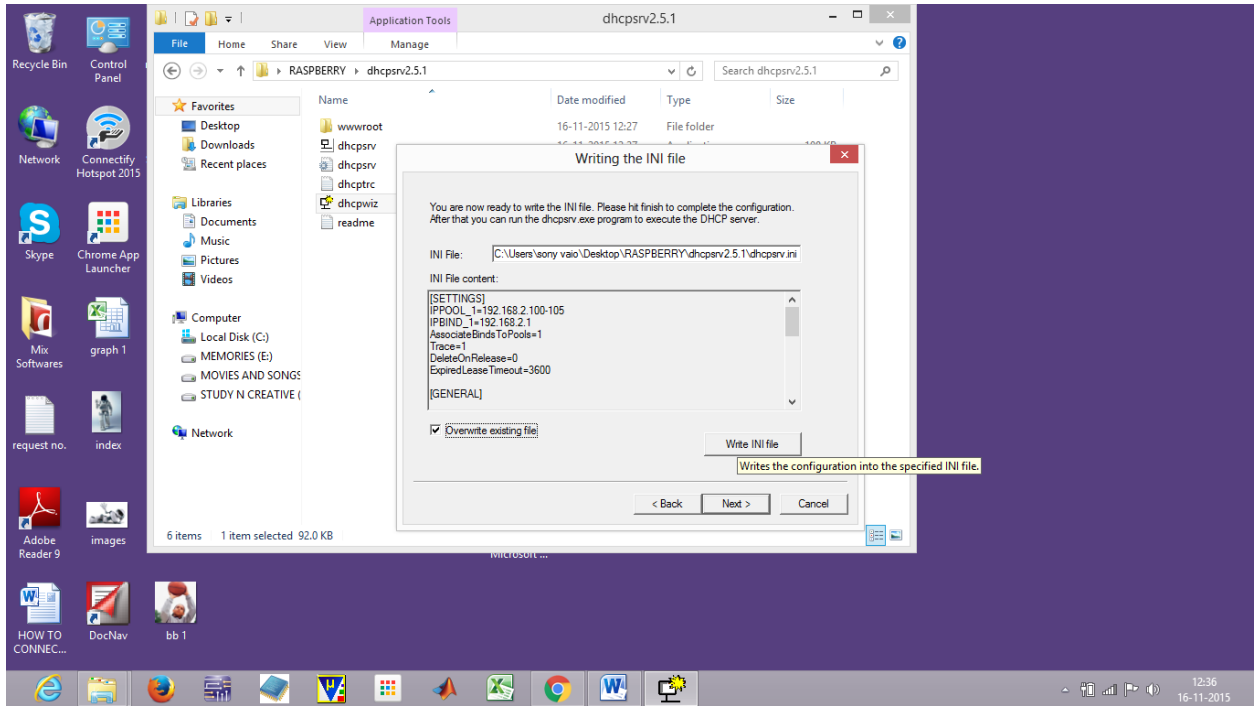 Recycle Bin
Control
Panel
Network
Connectify
Hotspot 2015
Skype
Chrome App
Launcher
Mix
Softwares
graph 1
request no.
index
Adobe
Reader 9
images
HOW TO
CONNEC...
DocNav
bb 1
Application Tools
dhcpsrv2.5.1
File
Home
Share
View
Manage
RASPBERRY
dhcpsrv2.5.1
Search dhcpsrv2.5.1
Favorites
Desktop
Downloads
Recent places
Libraries
Documents
Music
Pictures
Videos
Computer
Local Disk (C:)
MEMORIES (E:)
MOVIES AND SONGS
STUDY N CREATIVE (
Network
Name
Date modified
Type
Size
wwwroot
16-11-2015 12:27
File folder
dhcpsrv
dhcpsrv
dhcptrc
dhcpwiz
readme
6 items
1 item selected 92.0 KB
Writing the INI file
You are now ready to write the INI file. Please hit finish to complete the configuration.
After that you can run the dhcpsrv.exe program to execute the DHCP server.
INI File:
C:\Users\sony vaio\Desktop\RASPBERRY\dhcpsrv2.5.1\dhcpsrv.ini
INI File content:
[SETTINGS]
IPPOOL_1=192.168.2.100-105
IPBIND_1=192.168.2.1
AssociateBindsToPools=1
Trace=1
DeleteOnRelease=0
ExpiredLeaseTimeout=3600
[GENERAL]
Overwrite existing file
Write INI file
Writes the configuration into the specified INI file.
< Back
Next >
Cancel
Microsoft ...
12:36
16-11-2015